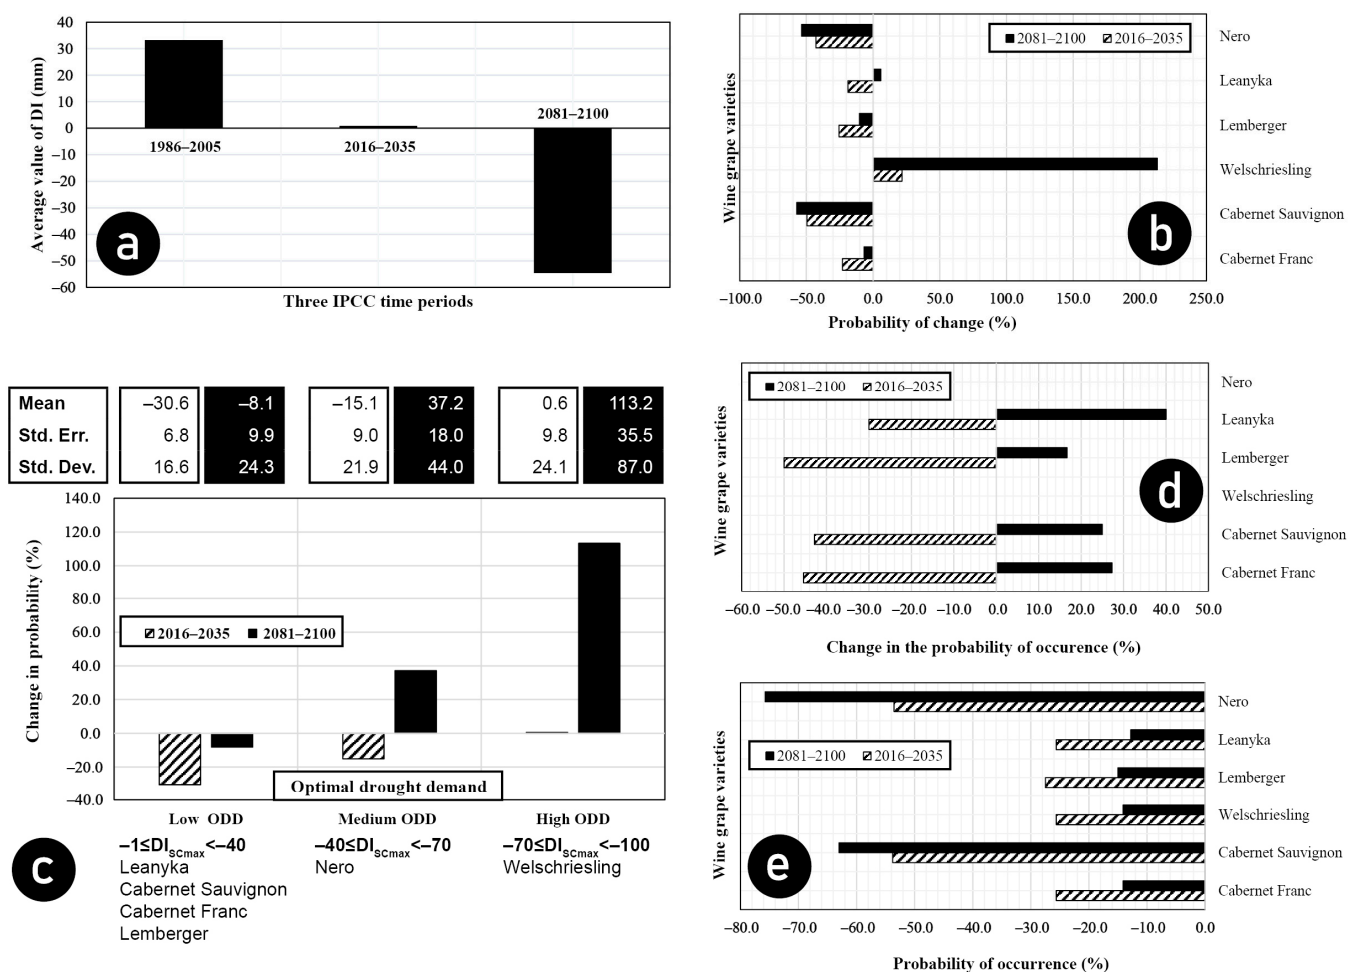 40
30
20
10
0
–10
–20
–30
–40
–50
–60
Average value of DI (mm)
1986–2005
2016–2035
2081–2100
Three IPCC time periods
a
Wine grape varieties
2081–2100 2016–2035
Nero
Leanyka
Lemberger
Welschriesling
Cabernet Sauvignon
Cabernet Franc
–100.0 –50.0 0.0 50.0 100.0 150.0 200.0 250.0
Probability of change (%)
b
Mean –30.6 –8.1 –15.1 37.2 0.6 113.2
Std. Err. 6.8 9.9 9.0 18.0 9.8 35.5
Std. Dev. 16.6 24.3 21.9 44.0 24.1 87.0
140.0
120.0
100.0
80.0
60.0
40.0
20.0
0.0
–20.0
–40.0
Change in probability (%)
2016–2035 2081–2100
Optimal drought demand
Low ODD Medium ODD High ODD
–1≤DISCmax<–40 –40≤DISCmax<–70 –70≤DISCmax<–100
Leanyka Nero Welschriesling
Cabernet Sauvignon
Cabernet Franc
Lemberger
c
Wine grape varieties
2081–2100 2016–2035
Nero
Leanyka
Lemberger
Welschriesling
Cabernet Sauvignon
Cabernet Franc
–60.0 –50.0 –40.0 –30.0 –20.0 –10.0 0.0 10.0 20.0 30.0 40.0 50.0
Change in the probability of occurence (%)
d
Wine grape varieties
2081–2100 2016–2035
Nero
Leanyka
Lemberger
Welschriesling
Cabernet Sauvignon
Cabernet Franc
–80.0 –70.0 –60.0 –50.0 –40.0 –30.0 –20.0 –10.0 0.0
Probability of occurrence (%)
e